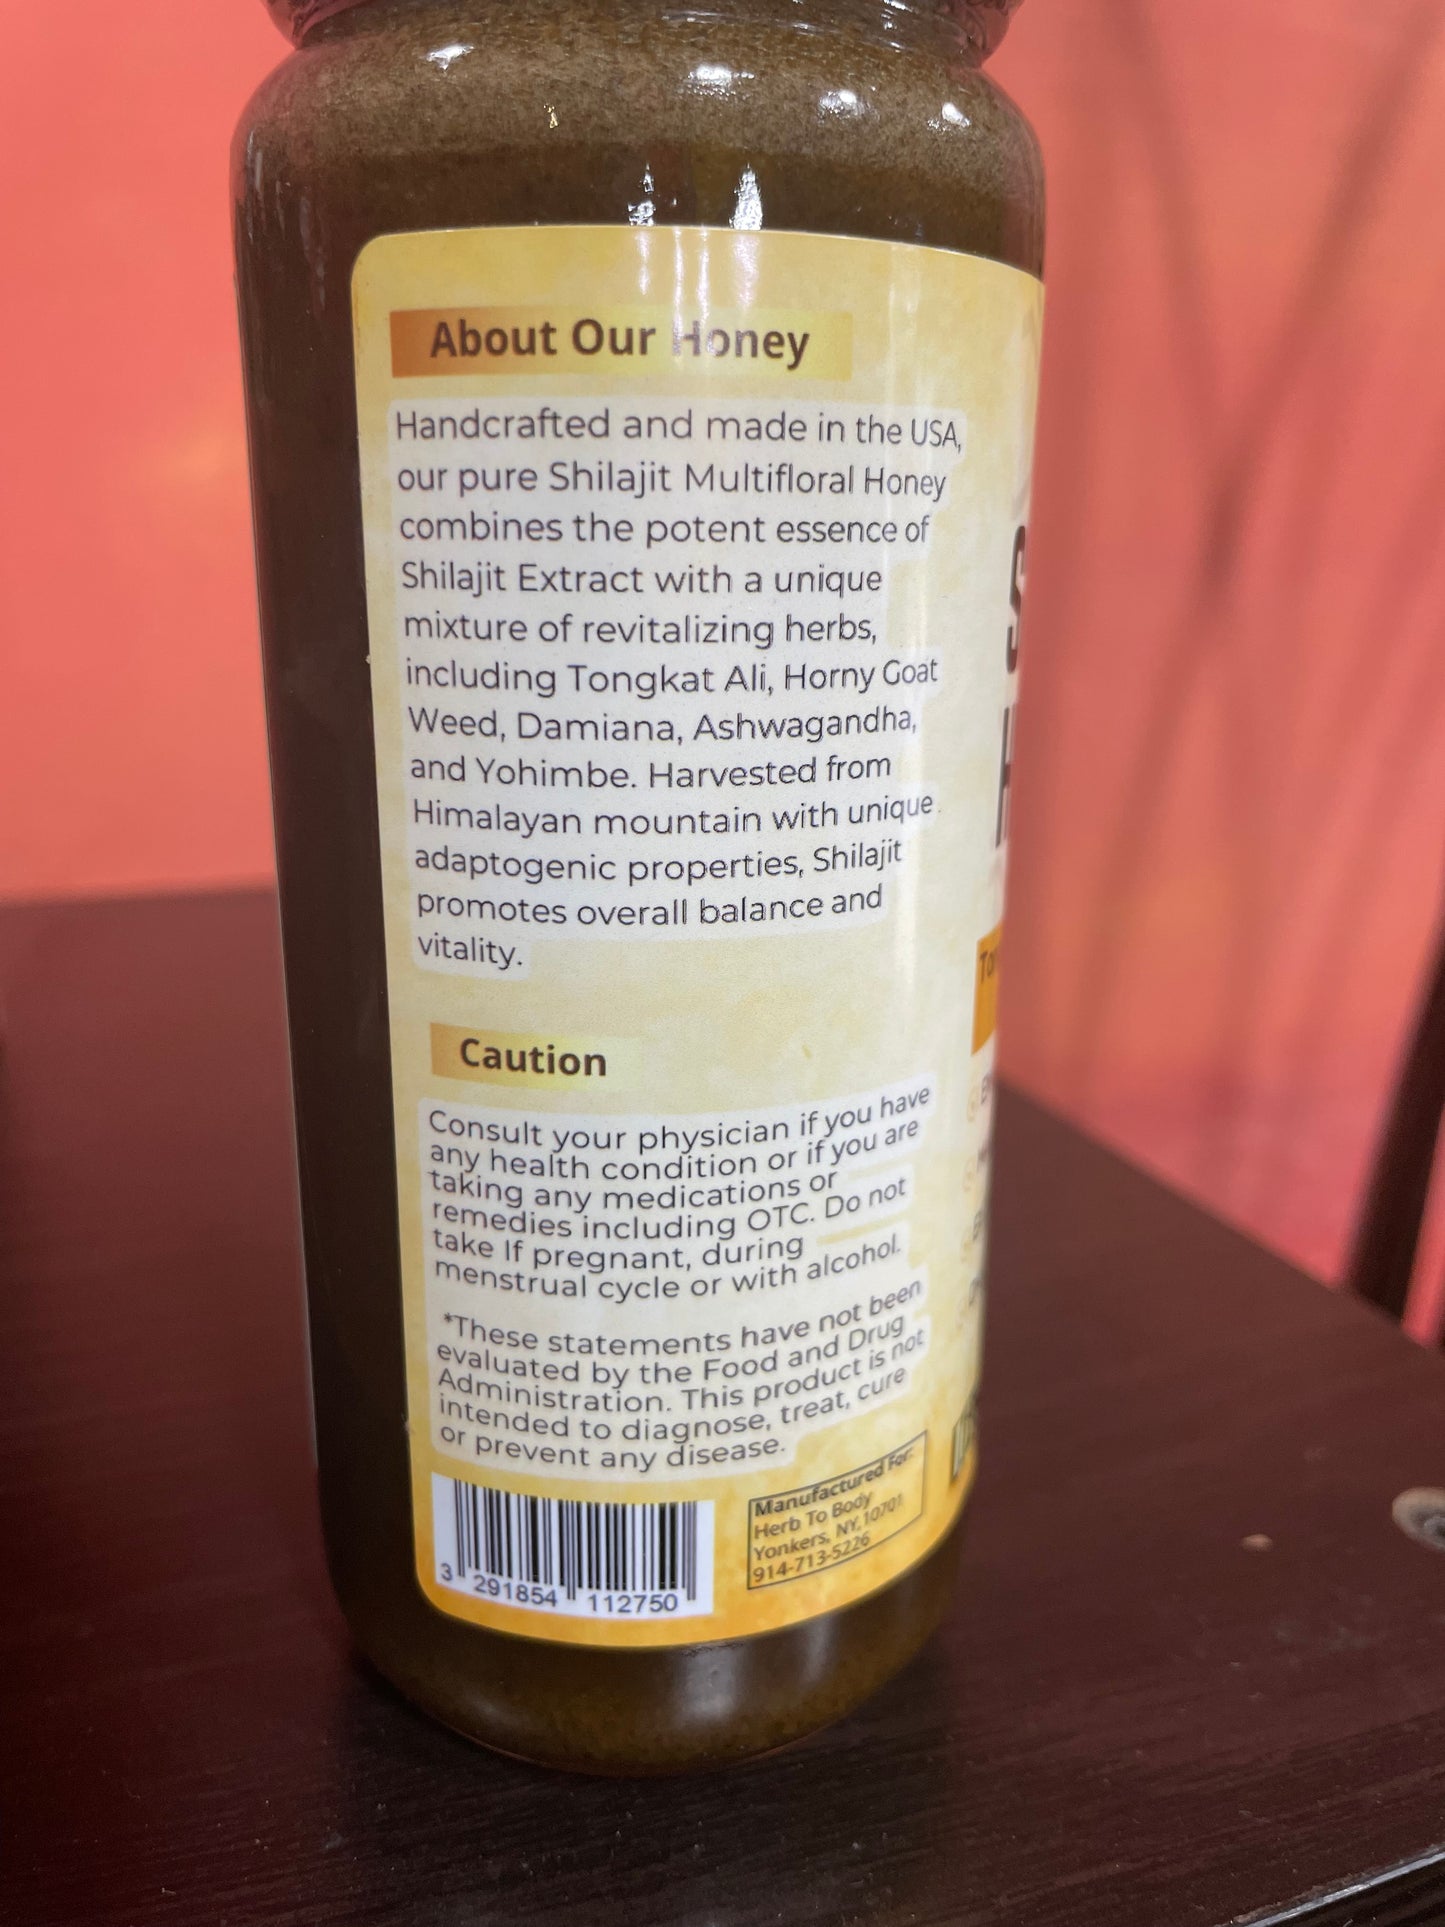 About Our Honey
Handcrafted and made in the USA,
our pure Shilajit Multifloral Honey
combines the potent essence of
Shilajit Extract with a unique
mixture of revitalizing herbs,
including Tongkat Ali, Horny Goat
Weed, Damiana, Ashwagandha,
and Yohimbe. Harvested from
Himalayan mountain with unique
adaptogenic properties, Shilajit
promotes overall balance and
vitality.
Caution
Consult your physician if you have
any health condition or if you are
taking any medications or
remedies including OTC. Do not
take If pregnant, during
menstrual cycle or with alcohol.
*These statements have not been
evaluated by the Food and Drug
Administration. This product is not
intended to diagnose, treat, cure
or prevent any disease.
3 291854 112750
Manufactured For:
Herb To Body
Yonkers, NY, 10701
914-713-5226